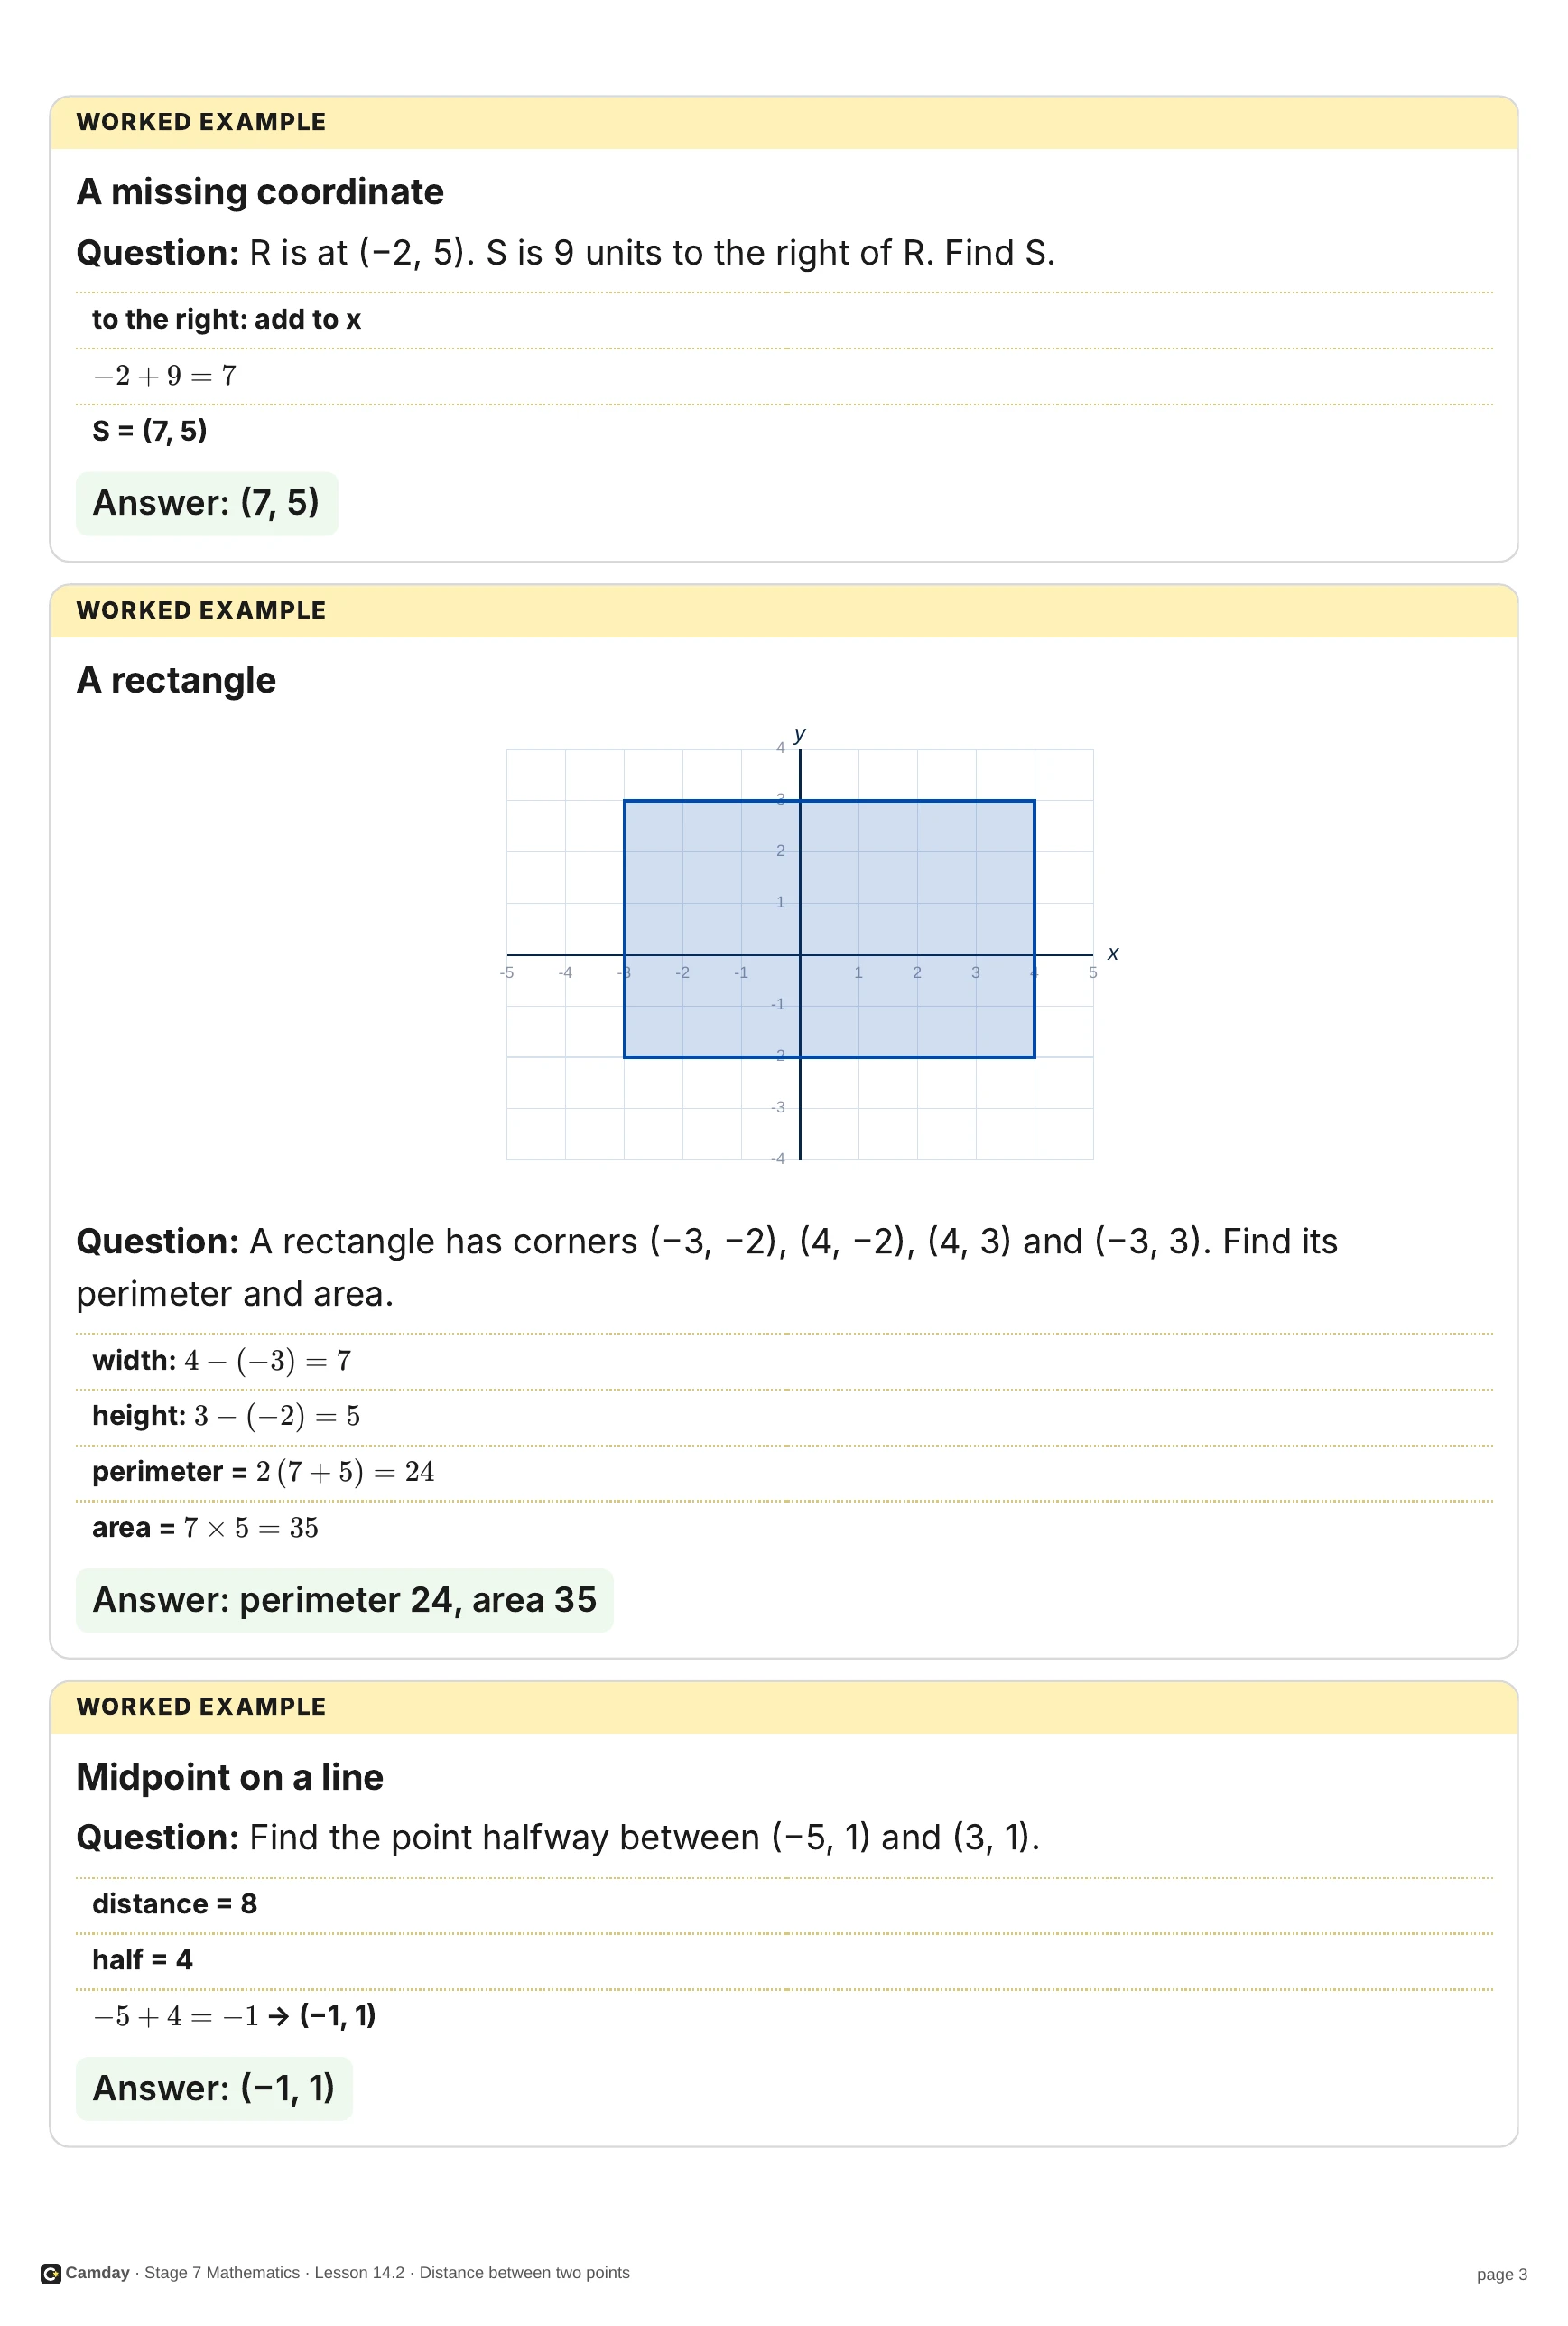 WORKED EXAMPLE
A missing coordinate
Question: R is at (−2, 5). S is 9 units to the right of R. Find S.
to the right: add to x
−2 + 9 = 7
S = (7, 5)
Answer: (7, 5)
WORKED EXAMPLE
A rectangle
y
4
3
2
1
x
-5 -4 -3 -2 -1 1 2 3 4 5
-1
-2
-3
-4
Question: A rectangle has corners (−3, −2), (4, −2), (4, 3) and (−3, 3). Find its
perimeter and area.
width: 4 − (−3) = 7
height: 3 − (−2) = 5
perimeter = 2 (7 + 5) = 24
area = 7 × 5 = 35
Answer: perimeter 24, area 35
WORKED EXAMPLE
Midpoint on a line
Question: Find the point halfway between (−5, 1) and (3, 1).
distance = 8
half = 4
−5 + 4 = −1 → (−1, 1)
Answer: (−1, 1)
Camday · Stage 7 Mathematics · Lesson 14.2 · Distance between two points
page 3